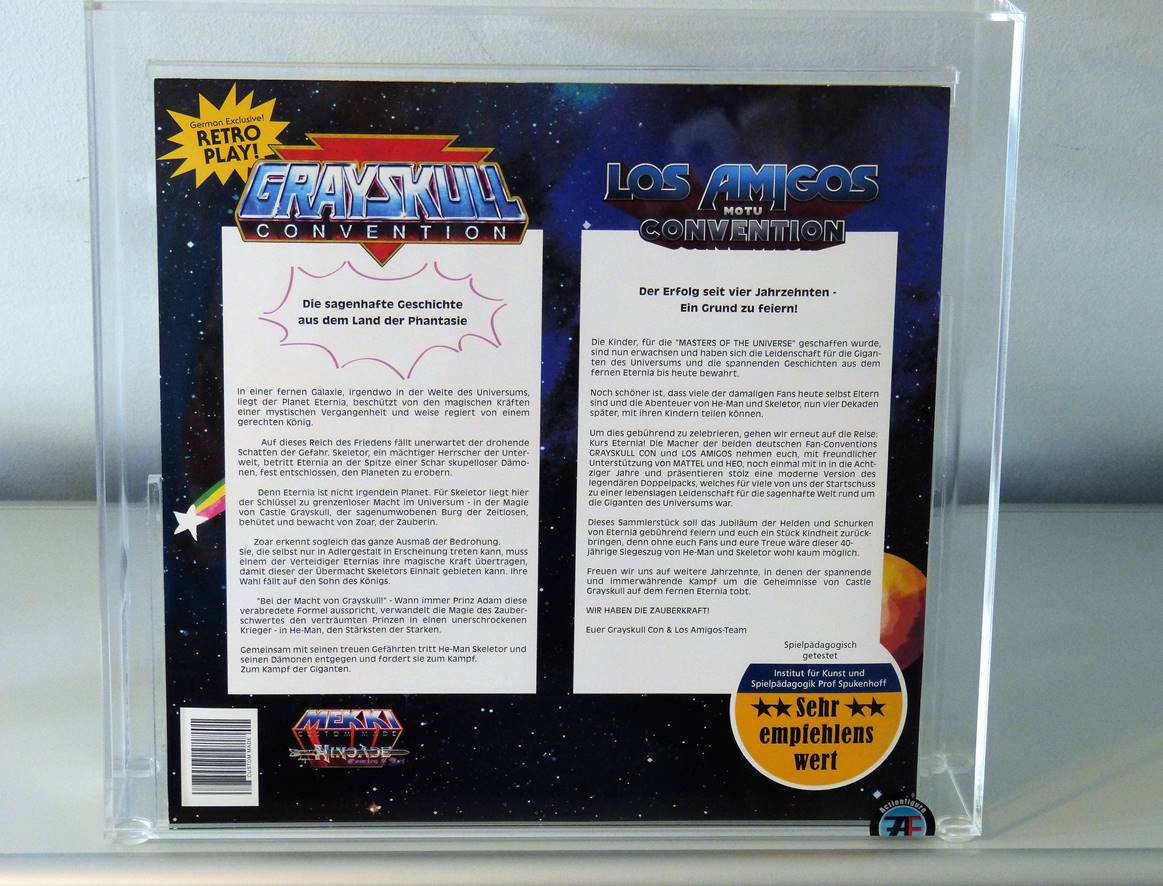 German Exclusive!
RETRO
PLAY!
GRAYSKULL
CONVENTION
Die sagenhafte Geschichte
aus dem Land der Phantasie
In einer fernen Galaxie, irgendwo in der Weite des Universums,
liegt der Planet Eternia, beschützt von den magischen Kräften
einer mystischen Vergangenheit und weise regiert von einem
gerechten König.
Auf dieses Reich des Friedens fällt unerwartet der drohende
Schatten der Gefahr. Skeletor, ein mächtiger Herrscher der Unter-
welt, betritt Eternia an der Spitze einer Schar skupelloser Dämo-
nen, fest entschlossen, den Planeten zu erobern.
Denn Eternia ist nicht irgendein Planet. Für Skeletor liegt hier
der Schlüssel zu grenzenloser Macht im Universum - in der Magie
von Castle Grayskull, der sagenumwobenen Burg der Zeitlosen,
behütet und bewacht von Zoar, der Zauberin.
Zoar erkennt sogleich das ganze Ausmaß der Bedrohung.
Sie, die selbst nur in Adlergestalt in Erscheinung treten kann, muss
einem der Verteidiger Eternias ihre magische Kraft übertragen,
damit dieser der Übermacht Skeletors Einhalt gebieten kann. Ihre
Wahl fällt auf den Sohn des Königs.
"Bei der Macht von Grayskull!" - Wann immer Prinz Adam diese
verabredete Formel ausspricht, verwandelt die Magie des Zauber-
schwertes den verträumten Prinzen in einen unerschrockenen
Krieger - in He-Man, den Stärksten der Starken.
Gemeinsam mit seinen treuen Gefährten tritt He-Man Skeletor und
seinen Dämonen entgegen und fordert sie zum Kampf.
Zum Kampf der Giganten.
CUSTOM MADE
MEKKI
CUSTOM MADE
NINJADE
Comics & Art
LOS AMIGOS
MOTU
CONVENTION
Der Erfolg seit vier Jahrzehnten -
Ein Grund zu feiern!
Die Kinder, für die "MASTERS OF THE UNIVERSE" geschaffen wurde,
sind nun erwachsen und haben sich die Leidenschaft für die Gigan-
ten des Universums und die spannenden Geschichten aus dem
fernen Eternia bis heute bewahrt.
Noch schöner ist, dass viele der damaligen Fans heute selbst Eltern
sind und die Abenteuer von He-Man und Skeletor, nun vier Dekaden
später, mit ihren Kindern teilen können.
Um dies gebührend zu zelebrieren, gehen wir erneut auf die Reise:
Kurs Eternia! Die Macher der beiden deutschen Fan-Conventions
GRAYSKULL CON und LOS AMIGOS nehmen euch, mit freundlicher
Unterstützung von MATTEL und HEO, noch einmal mit in in die Acht-
ziger Jahre und präsentieren stolz eine moderne Version des
legendären Doppelpacks, welches für viele von uns der Startschuss
zu einer lebenslagen Leidenschaft für die sagenhafte Welt rund um
die Giganten des Universums war.
Dieses Sammlerstück soll das Jubiläum der Helden und Schurken
von Eternia gebührend feiern und euch ein Stück Kindheit zurück-
bringen, denn ohne euch Fans und eure Treue wäre dieser 40-
jährige Siegeszug von He-Man und Skeletor wohl kaum möglich.
Freuen wir uns auf weitere Jahrzehnte, in denen der spannende
und immerwährende Kampf um die Geheimnisse von Castle
Grayskull auf dem fernen Eternia tobt.
WIR HABEN DIE ZAUBERKRAFT!
Euer Grayskull Con & Los Amigos-Team
Spielpädagogisch
getestet
Institut für Kunst und
Spielpädagogik Prof Spukenhoff
Sehr
empfehlens
wert
Actionfigure
AF